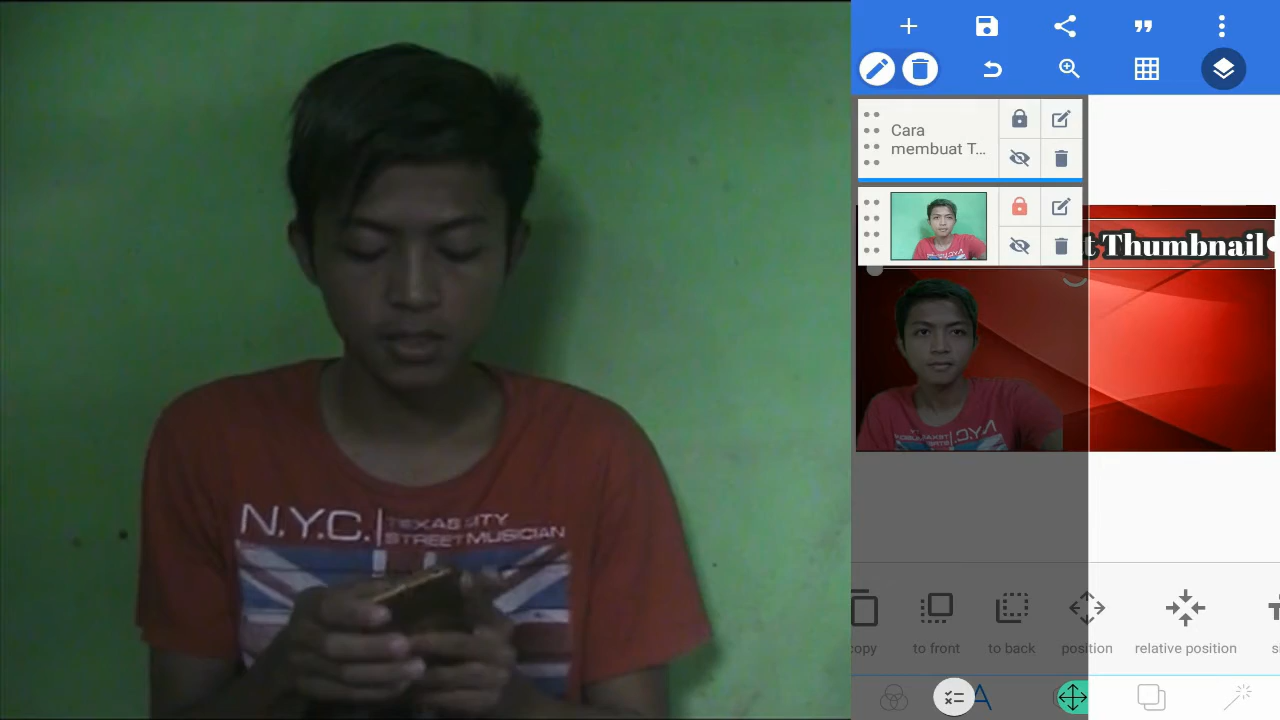 Cara
membuat T...
t Thumbnail
N.Y.C.
TEXAS CITY
STREET MUSICIAN
copy
to front
to back
position
relative position